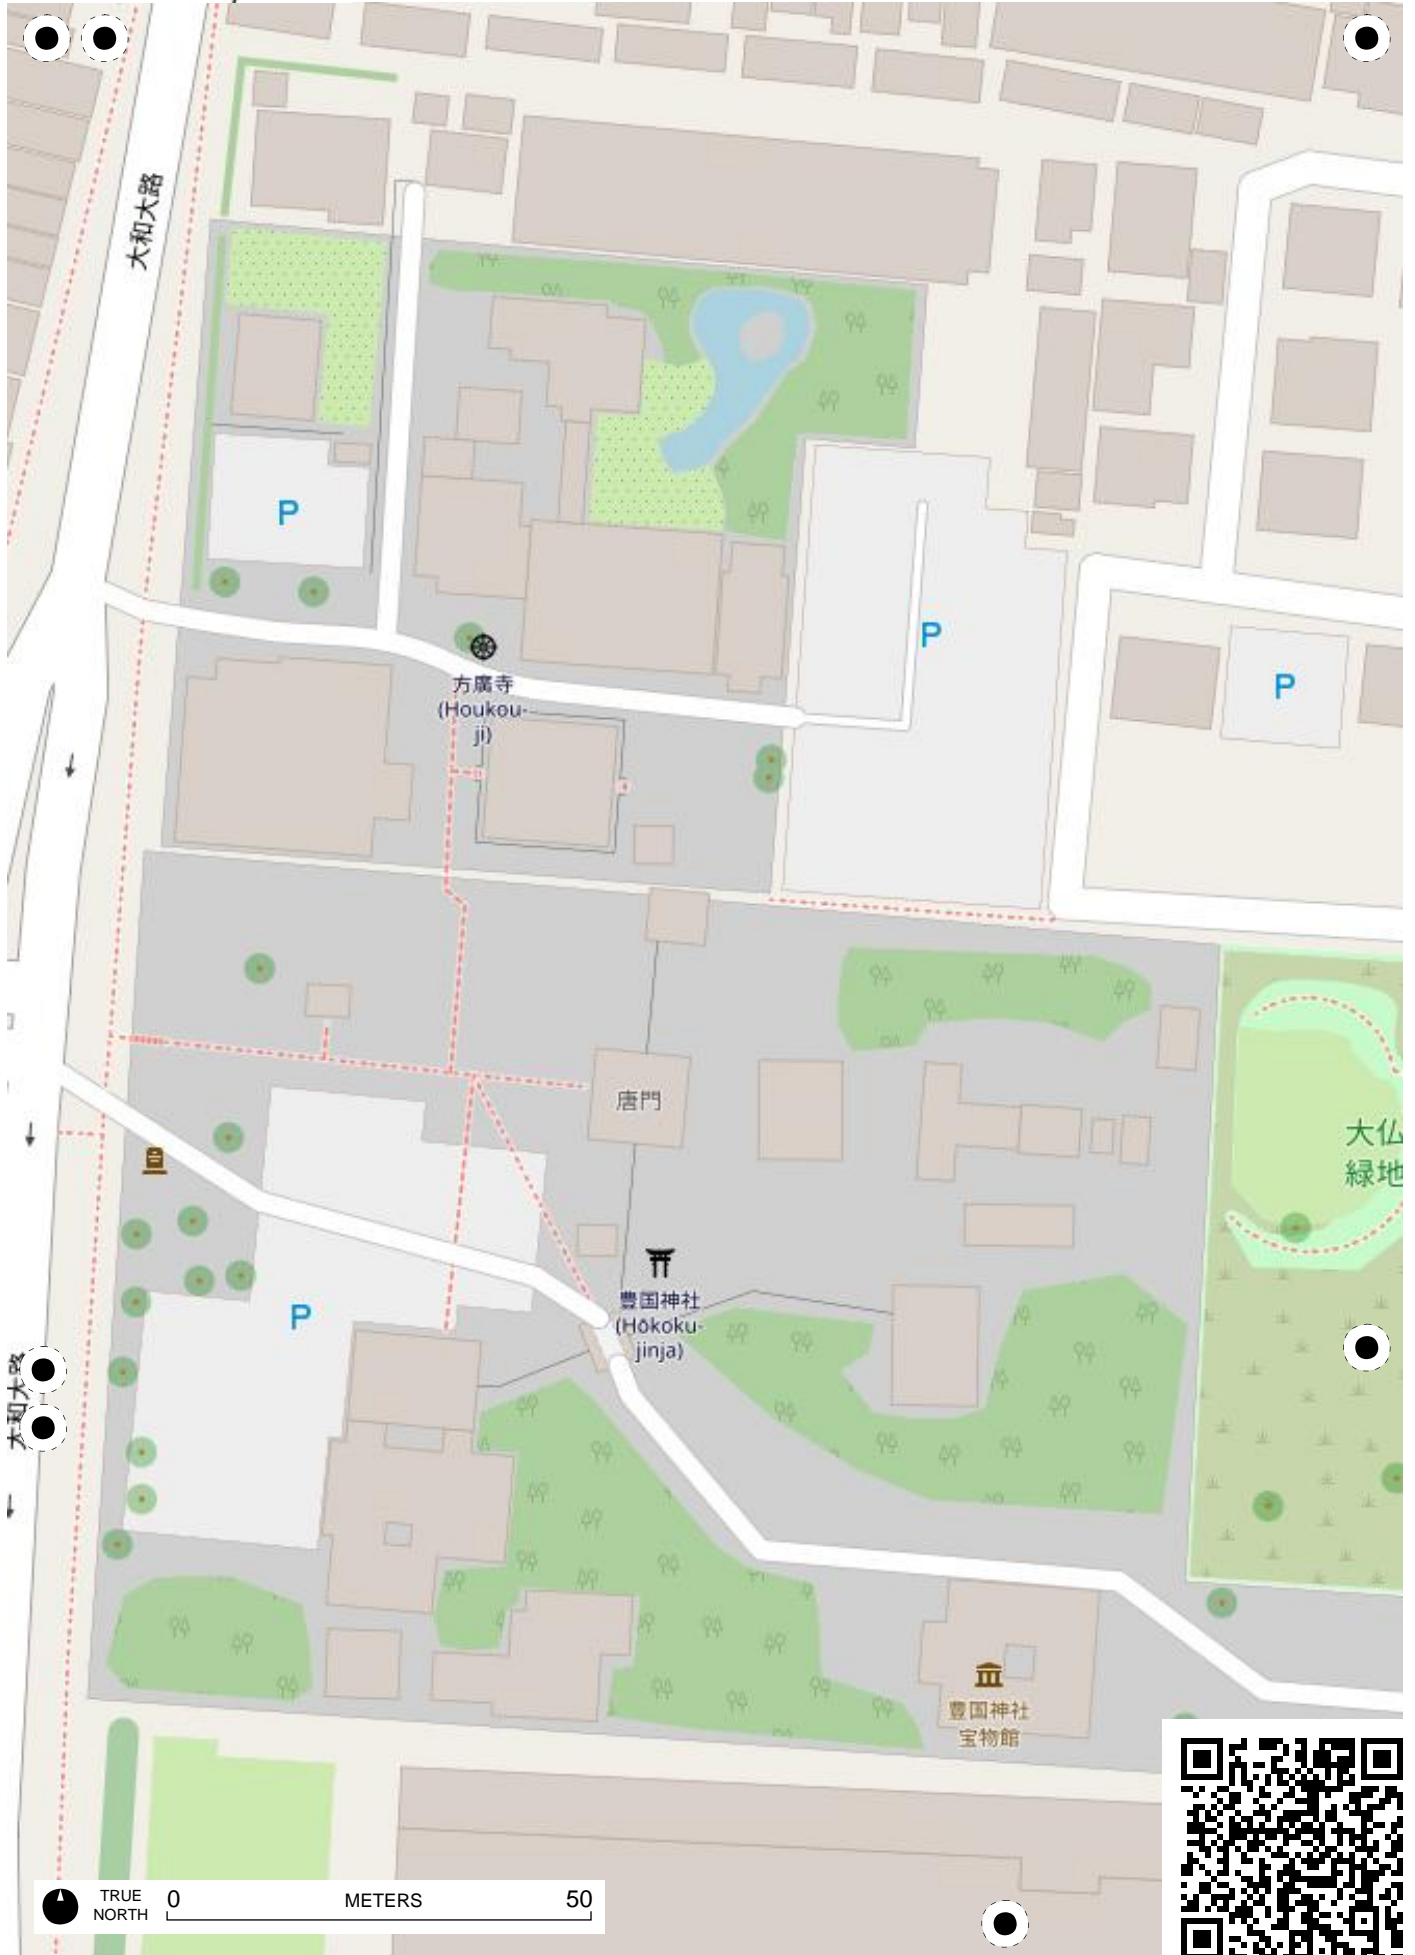 大和大路
P
方廣寺
(Houkou-
ji)
P
P
唐門
大仏
緑地
豊国神社
(Hōkoku-
jinja)
P
大和大路
豊国神社
宝物館
TRUE
NORTH
0
METERS
50